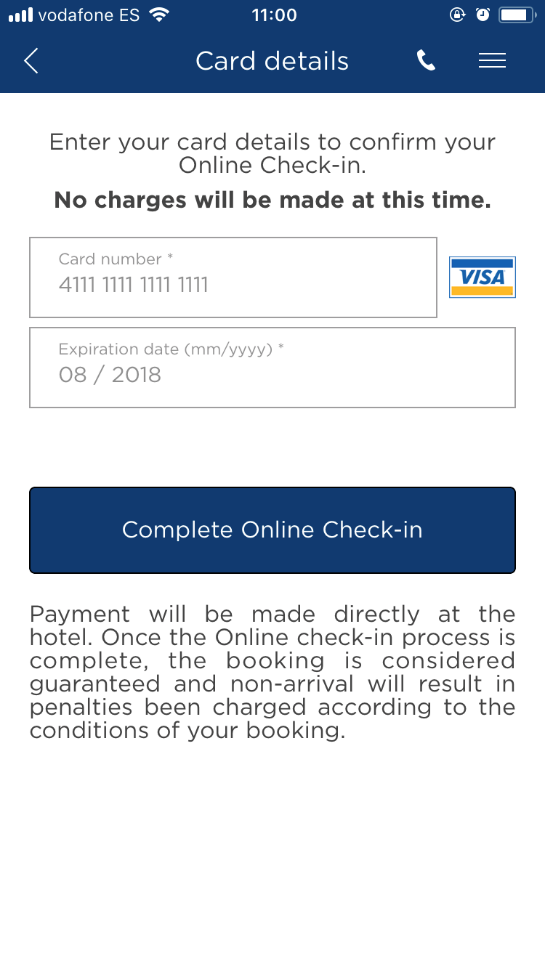 vodafone ES 11:00
Card details
Enter your card details to confirm your
Online Check-in.
No charges will be made at this time.
Card number *
4111 1111 1111 1111
VISA
Expiration date (mm/yyyy) *
08 / 2018
Complete Online Check-in
Payment will be made directly at the
hotel. Once the Online check-in process is
complete, the booking is considered
guaranteed and non-arrival will result in
penalties been charged according to the
conditions of your booking.